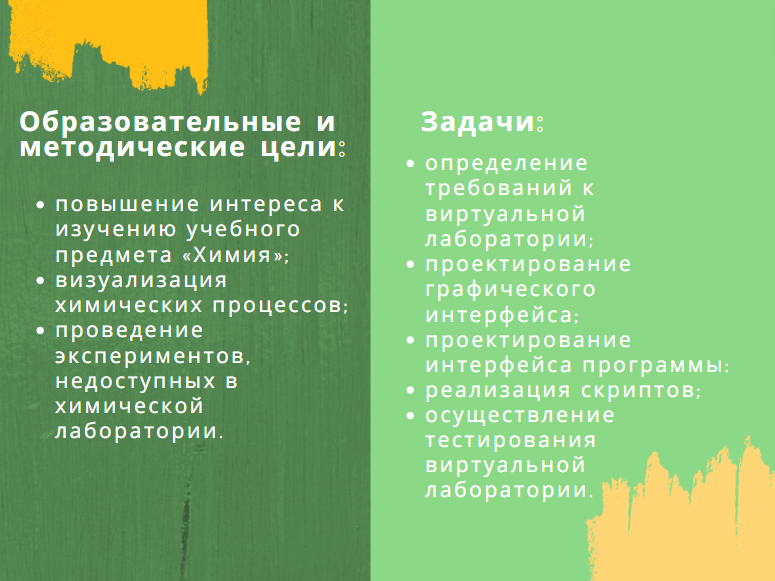 Образовательные и
методические цели:
• повышение интереса к
изучению учебного
предмета «Химия»;
• визуализация
химических процессов;
• проведение
экспериментов,
недоступных в
химической
лаборатории.
Задачи:
• определение
требований к
виртуальной
лаборатории;
• проектирование
графического
интерфейса;
• проектирование
интерфейса программы:
• реализация скриптов;
• осуществление
тестирования
виртуальной
лаборатории.